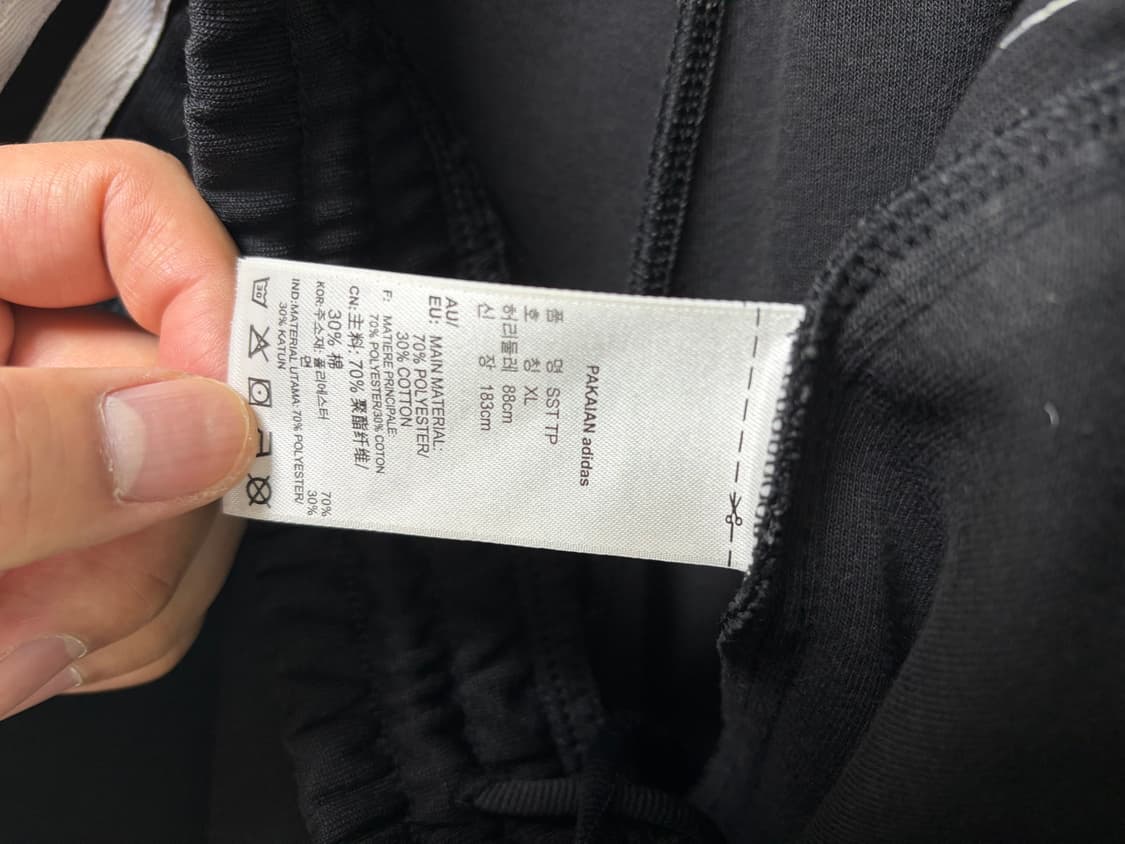 PAKAIAN adidas
품 명 SST TP
호 칭 XL
허리둘레 88cm
신 장 183cm
AU/
EU: MAIN MATERIAL:
70% POLYESTER/
30% COTTON
F: MATIERE PRINCIPALE:
70% POLYESTER/30% COTON
CN:主料: 70% 聚酯纤维/
30% 棉
KOR:주소재: 폴리에스터 70%
면 30%
IND:MATERIAL UTAMA: 70% POLYESTER/
30% KATUN
30